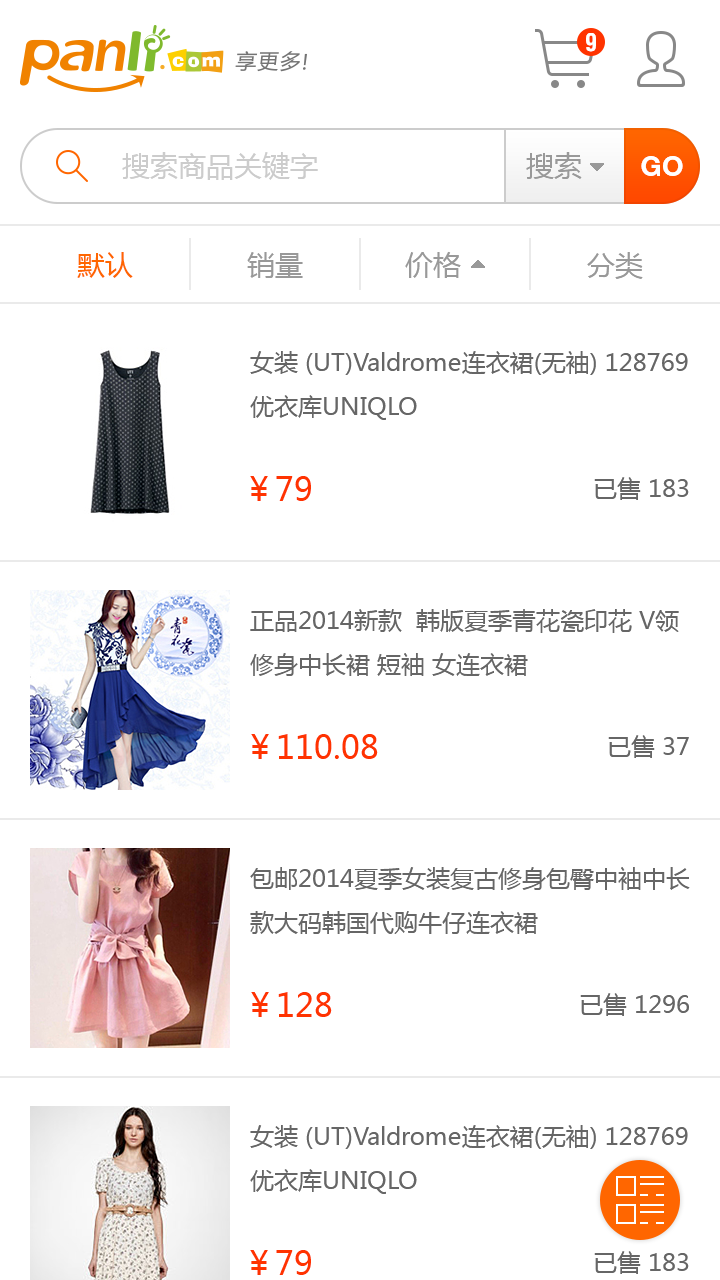 panli.com 享更多!
9
搜索商品关键字 搜索 GO
默认 销量 价格 分类
女装 (UT)Valdrome连衣裙(无袖) 128769
优衣库UNIQLO
¥ 79 已售 183
青花瓷
正品2014新款 韩版夏季青花瓷印花 V领
修身中长裙 短袖 女连衣裙
¥ 110.08 已售 37
包邮2014夏季女装复古修身包臀中袖中长
款大码韩国代购牛仔连衣裙
¥ 128 已售 1296
女装 (UT)Valdrome连衣裙(无袖) 128769
优衣库UNIQLO
¥ 79 已售 183